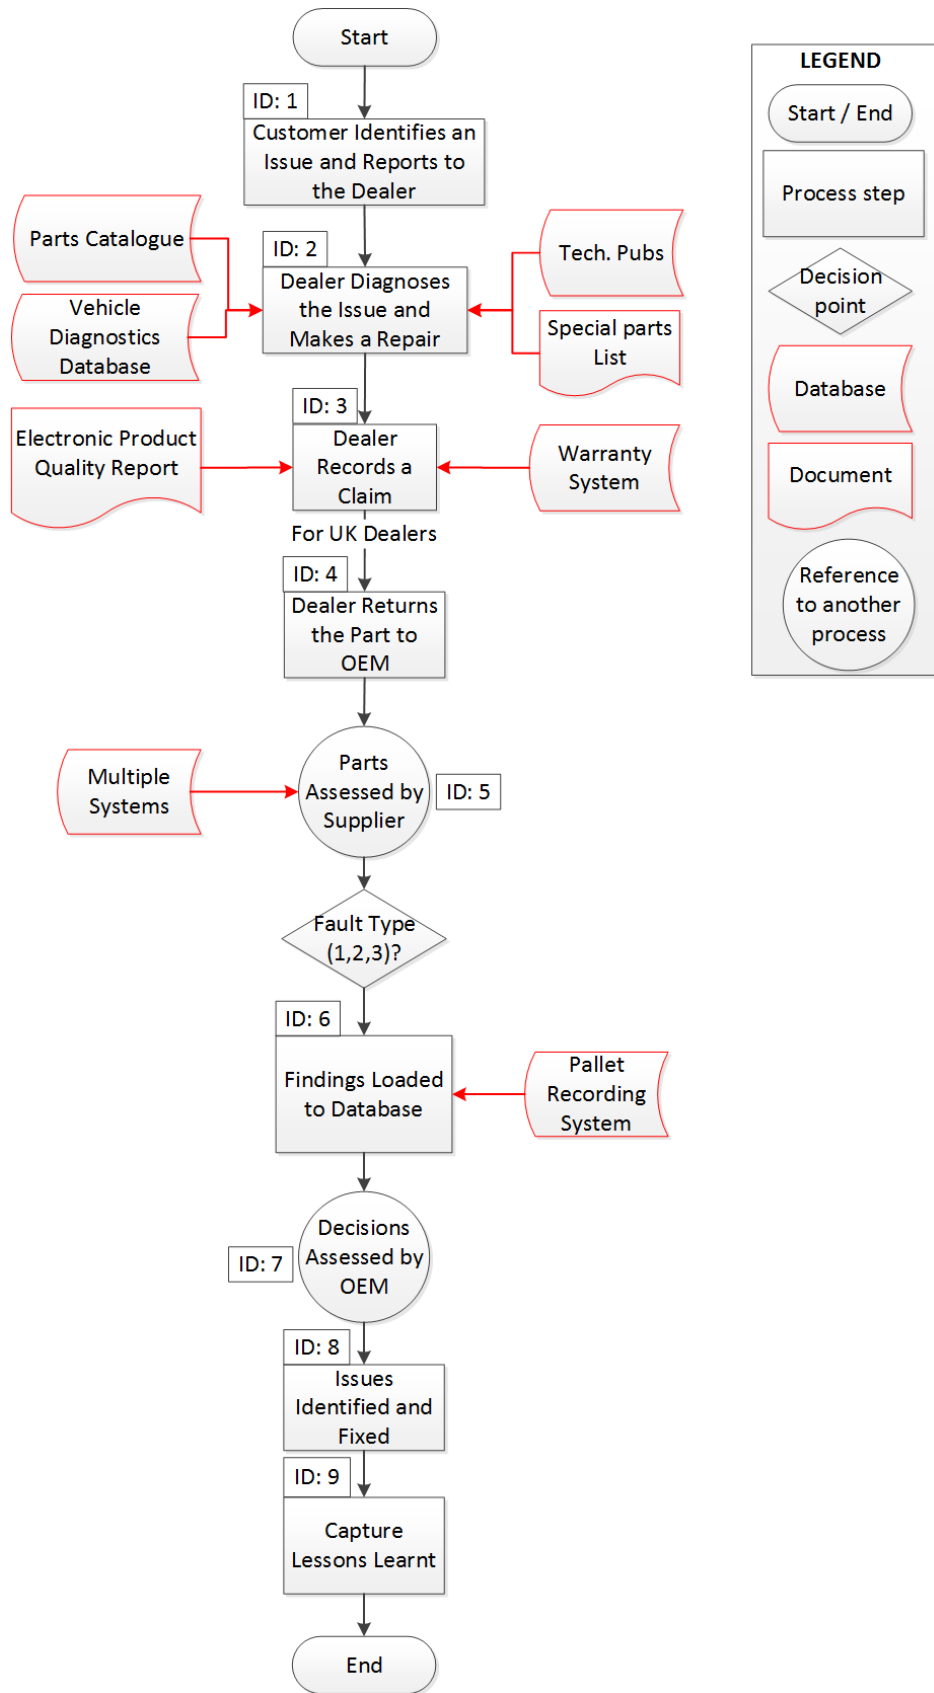 Start
ID: 1
Customer Identifies an
Issue and Reports to
the Dealer
Parts Catalogue
Vehicle
Diagnostics
Database
ID: 2
Dealer Diagnoses
the Issue and
Makes a Repair
Tech. Pubs
Special parts
List
Electronic Product
Quality Report
ID: 3
Dealer
Records a
Claim
Warranty
System
For UK Dealers
ID: 4
Dealer Returns
the Part to
OEM
Multiple
Systems
Parts
Assessed by
Supplier
ID: 5
Fault Type
(1,2,3)?
ID: 6
Findings Loaded
to Database
Pallet
Recording
System
ID: 7
Decisions
Assessed by
OEM
ID: 8
Issues
Identified and
Fixed
ID: 9
Capture
Lessons Learnt
End
LEGEND
Start / End
Process step
Decision
point
Database
Document
Reference
to another
process